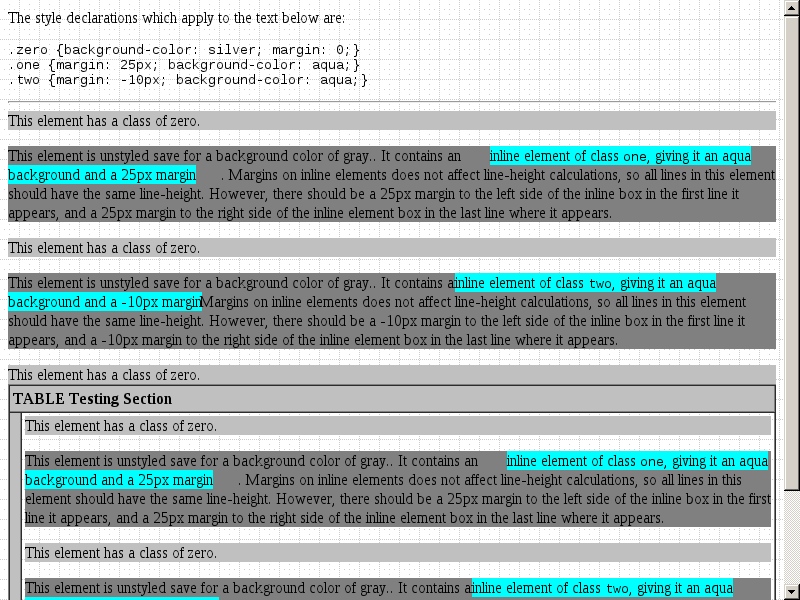 The style declarations which apply to the text below are:
.zero {background-color: silver; margin: 0;}
.one {margin: 25px; background-color: aqua;}
.two {margin: -10px; background-color: aqua;}
This element has a class of zero.
This element is unstyled save for a background color of gray.. It contains an inline element of class one, giving it an aqua
background and a 25px margin . Margins on inline elements does not affect line-height calculations, so all lines in this element
should have the same line-height. However, there should be a 25px margin to the left side of the inline box in the first line it
appears, and a 25px margin to the right side of the inline element box in the last line where it appears.
This element has a class of zero.
This element is unstyled save for a background color of gray.. It contains a inline element of class two, giving it an aqua
background and a -10px margin Margins on inline elements does not affect line-height calculations, so all lines in this element
should have the same line-height. However, there should be a -10px margin to the left side of the inline box in the first line it
appears, and a -10px margin to the right side of the inline element box in the last line where it appears.
This element has a class of zero.
TABLE Testing Section
This element has a class of zero.
This element is unstyled save for a background color of gray.. It contains an inline element of class one, giving it an aqua
background and a 25px margin . Margins on inline elements does not affect line-height calculations, so all lines in this
element should have the same line-height. However, there should be a 25px margin to the left side of the inline box in the first
line it appears, and a 25px margin to the right side of the inline element box in the last line where it appears.
This element has a class of zero.
This element is unstyled save for a background color of gray.. It contains a inline element of class two, giving it an aqua